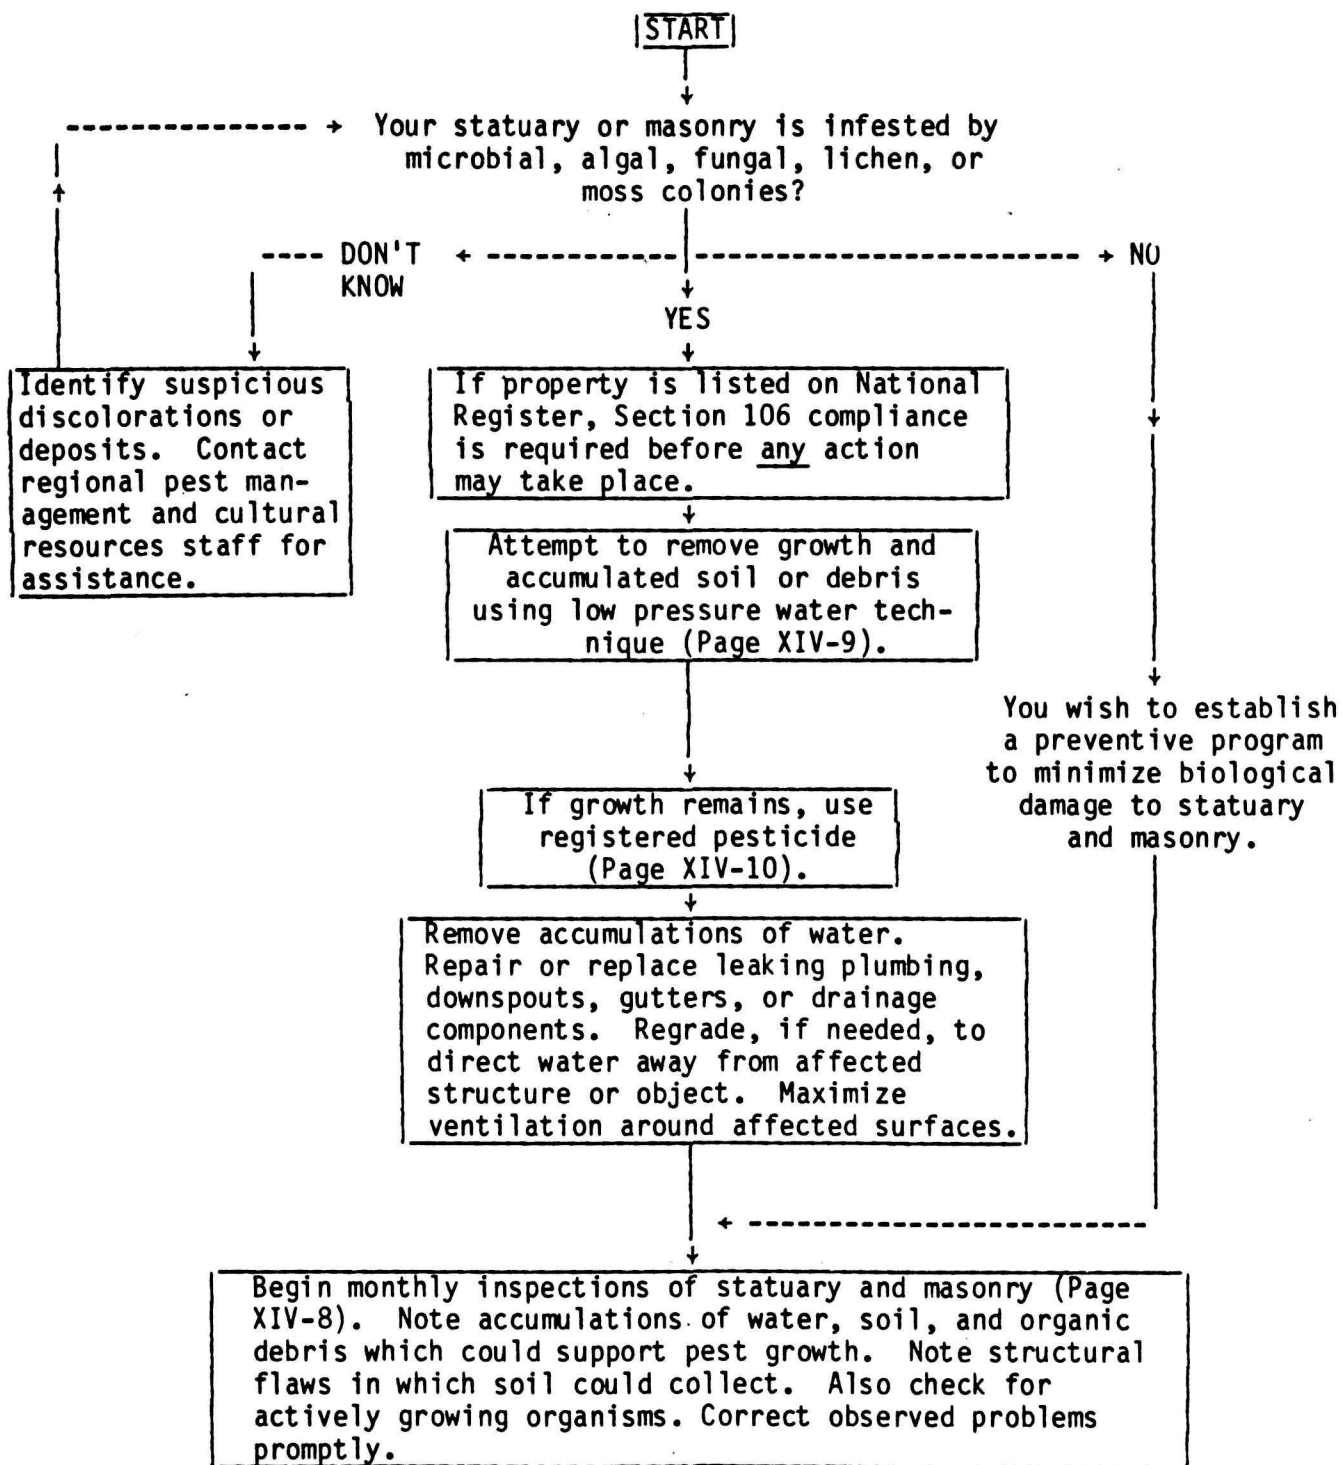 START
Your statuary or masonry is infested by
microbial, algal, fungal, lichen, or
moss colonies?
DON'T
KNOW
NO
YES
Identify suspicious
discolorations or
deposits. Contact
regional pest man-
agement and cultural
resources staff for
assistance.
If property is listed on National
Register, Section 106 compliance
is required before any action
may take place.
Attempt to remove growth and
accumulated soil or debris
using low pressure water tech-
nique (Page XIV-9).
You wish to establish
a preventive program
to minimize biological
damage to statuary
and masonry.
If growth remains, use
registered pesticide
(Page XIV-10).
Remove accumulations of water.
Repair or replace leaking plumbing,
downspouts, gutters, or drainage
components. Regrade, if needed, to
direct water away from affected
structure or object. Maximize
ventilation around affected surfaces.
Begin monthly inspections of statuary and masonry (Page
XIV-8). Note accumulations of water, soil, and organic
debris which could support pest growth. Note structural
flaws in which soil could collect. Also check for
actively growing organisms. Correct observed problems
promptly.